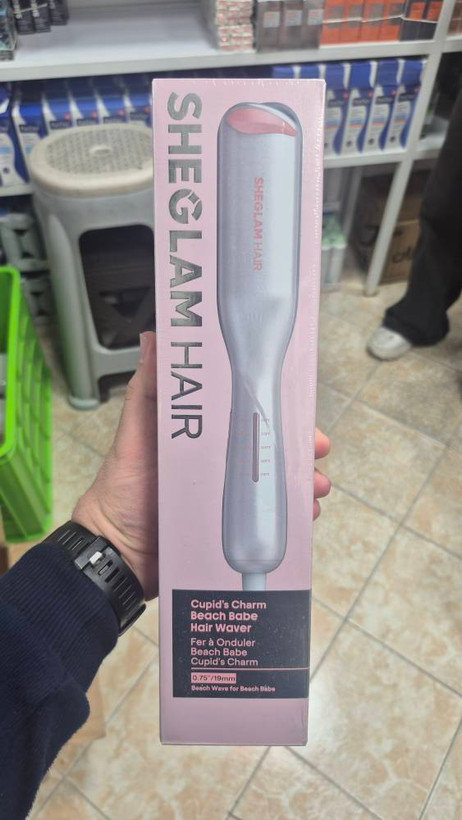 SHEGLAM HAIR
SHEGLAM HAIR
Cupid's Charm
Beach Babe
Hair Waver
Fer à Onduler
Beach Babe
Cupid's Charm
0.75"/19mm
Beach Wave for Beach Babe